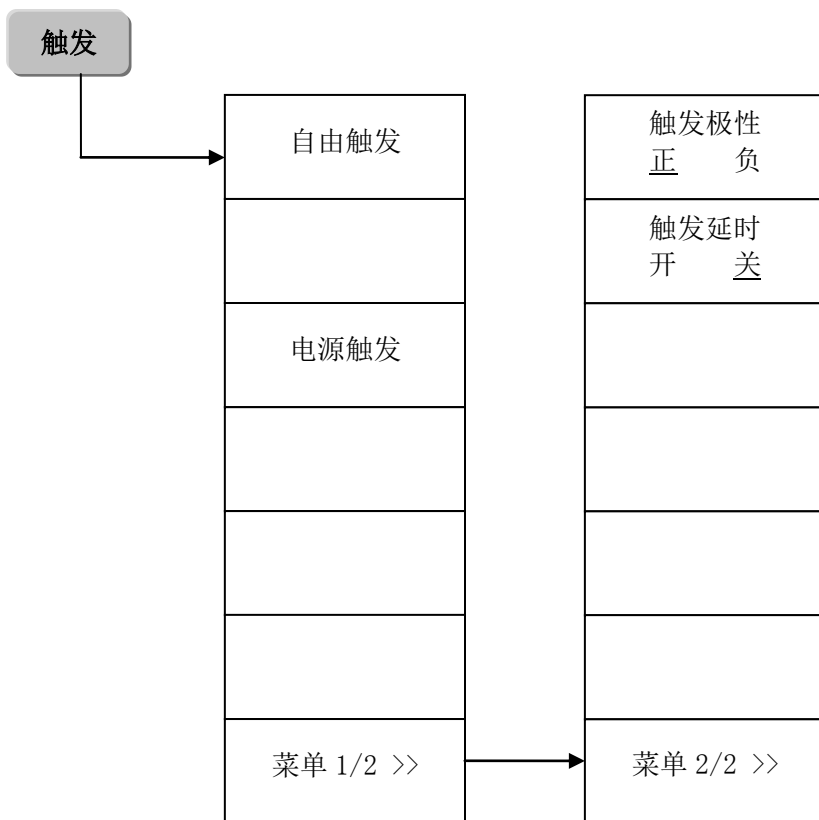 触发
自由触发
电源触发
菜单 1/2 >>
触发极性
正 负
触发延时
开 关
菜单 2/2 >>